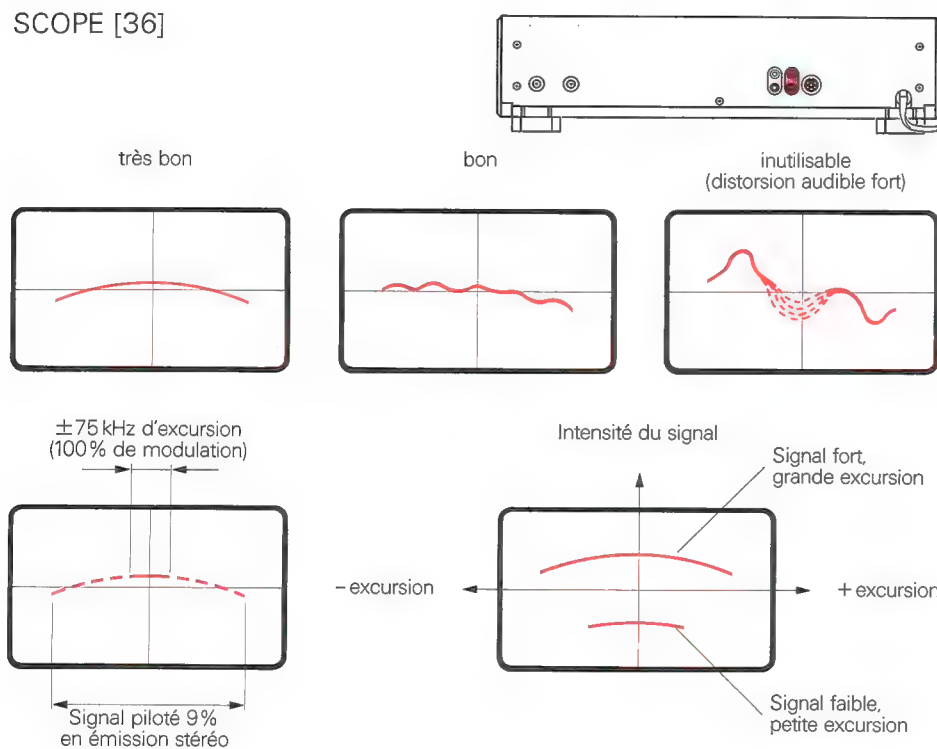 SCOPE [36]
très bon
bon
inutilisable
(distorsion audible fort)
±75 kHz d'excursion
(100% de modulation)
Intensité du signal
Signal fort,
grande excursion
– excursion
+ excursion
Signal piloté 9%
en émission stéréo
Signal faible,
petite excursion